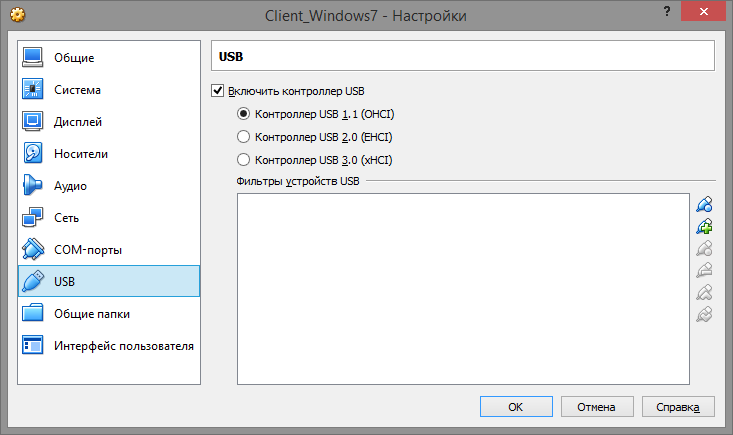 Client_Windows7 - Настройки
Общие
Система
Дисплей
Носители
Аудио
Сеть
COM-порты
USB
Общие папки
Интерфейс пользователя
USB
Включить контроллер USB
Контроллер USB 1.1 (OHCI)
Контроллер USB 2.0 (EHCI)
Контроллер USB 3.0 (xHCI)
Фильтры устройств USB
OK
Отмена
Справка